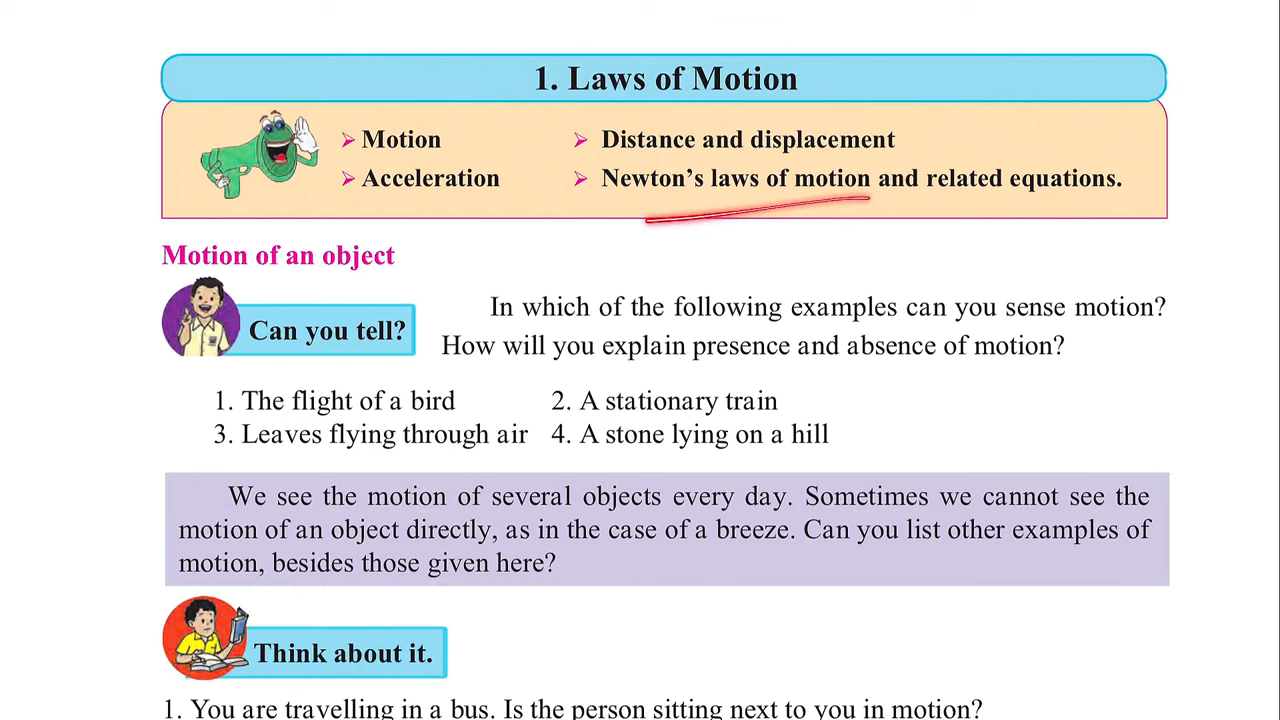 1. Laws of Motion
➢ Motion ➢ Distance and displacement
➢ Acceleration ➢ Newton’s laws of motion and related equations.
Motion of an object
Can you tell?
In which of the following examples can you sense motion?
How will you explain presence and absence of motion?
1. The flight of a bird 2. A stationary train
3. Leaves flying through air 4. A stone lying on a hill
We see the motion of several objects every day. Sometimes we cannot see the
motion of an object directly, as in the case of a breeze. Can you list other examples of
motion, besides those given here?
Think about it.
1. You are travelling in a bus. Is the person sitting next to you in motion?